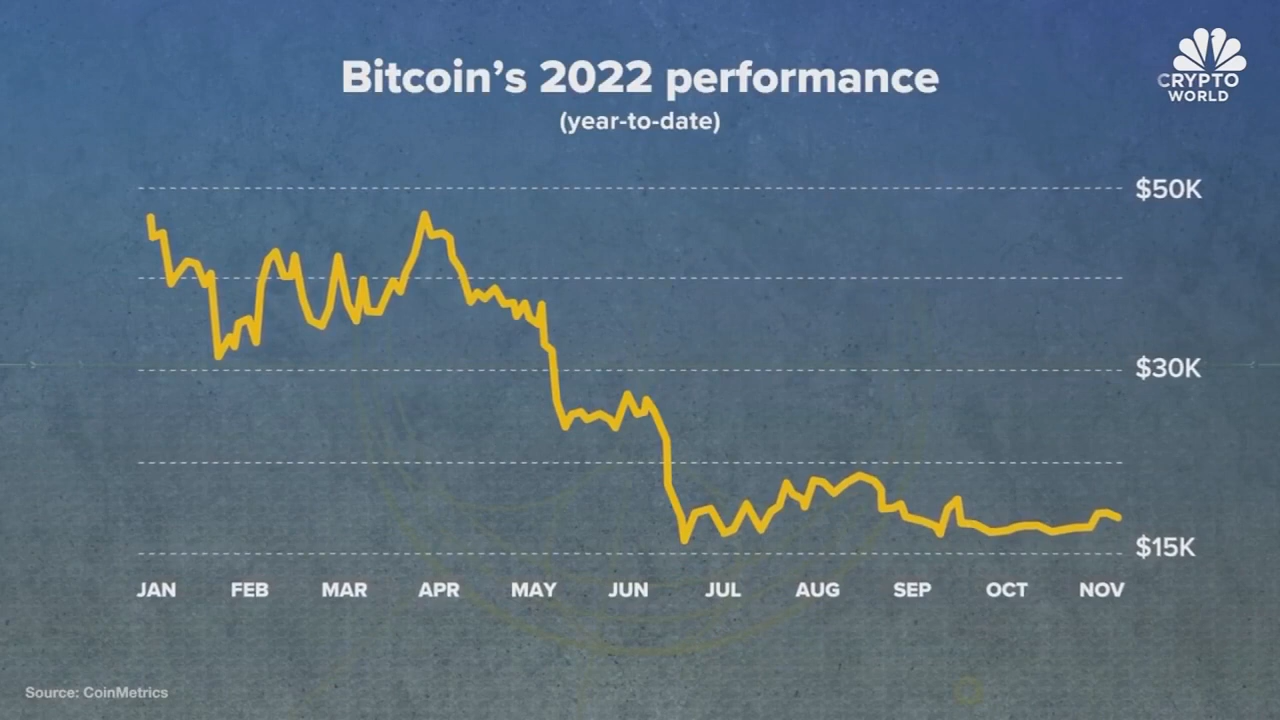 Bitcoin’s 2022 performance
(year-to-date)
CRYPTO
WORLD
$50K
$30K
$15K
JAN FEB MAR APR MAY JUN JUL AUG SEP OCT NOV
Source: CoinMetrics